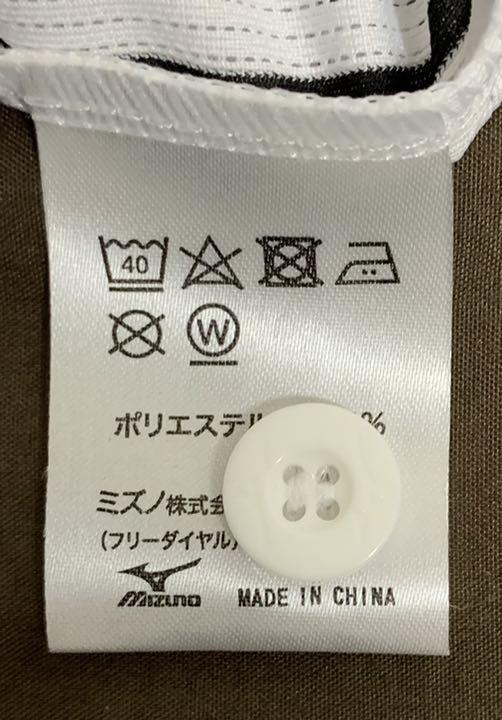 40
W
ポリエステル %
ミズノ株式会
(フリーダイヤル)
Mizuno MADE IN CHINA